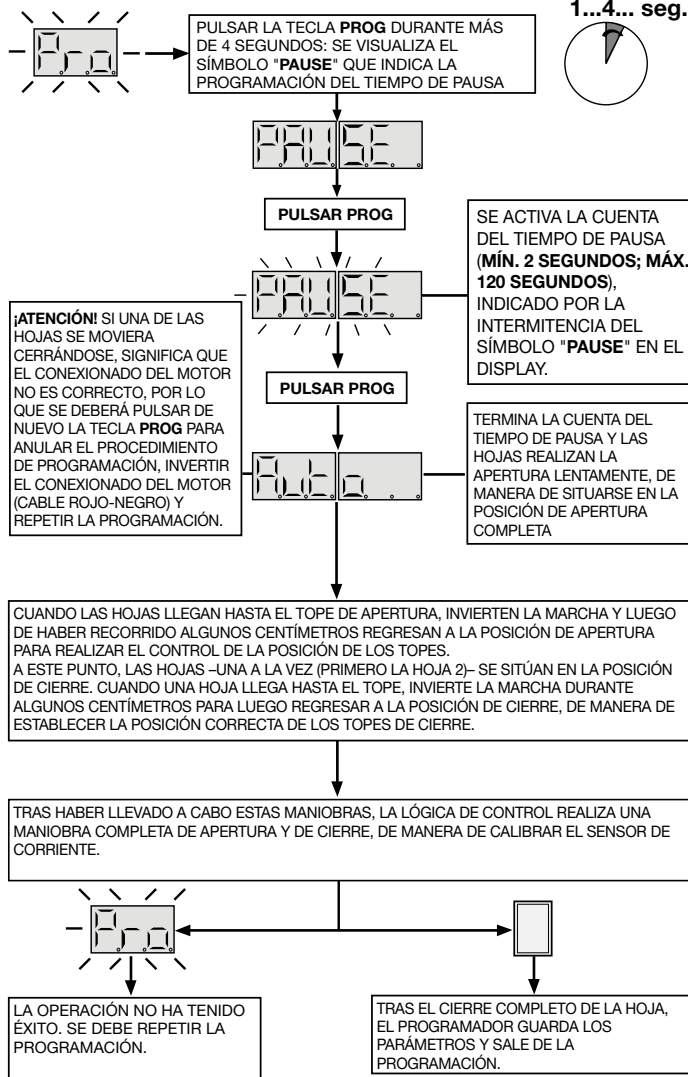 1...4... seg.
Pro
PULSAR LA TECLA PROG DURANTE MÁS
DE 4 SEGUNDOS: SE VISUALIZA EL
SÍMBOLO "PAUSE" QUE INDICA LA
PROGRAMACIÓN DEL TIEMPO DE PAUSA
PAUSE
PULSAR PROG
PAUSE
SE ACTIVA LA CUENTA
DEL TIEMPO DE PAUSA
(MÍN. 2 SEGUNDOS; MÁX.
120 SEGUNDOS),
INDICADO POR LA
INTERMITENCIA DEL
SÍMBOLO "PAUSE" EN EL
DISPLAY.
¡ATENCIÓN! SI UNA DE LAS
HOJAS SE MOVIERA
CERRÁNDOSE, SIGNIFICA QUE
EL CONEXIONADO DEL MOTOR
NO ES CORRECTO, POR LO
QUE SE DEBERÁ PULSAR DE
NUEVO LA TECLA PROG PARA
ANULAR EL PROCEDIMIENTO
DE PROGRAMACIÓN, INVERTIR
EL CONEXIONADO DEL MOTOR
(CABLE ROJO-NEGRO) Y
REPETIR LA PROGRAMACIÓN.
PULSAR PROG
Auto
TERMINA LA CUENTA DEL
TIEMPO DE PAUSA Y LAS
HOJAS REALIZAN LA
APERTURA LENTAMENTE, DE
MANERA DE SITUARSE EN LA
POSICIÓN DE APERTURA
COMPLETA
CUANDO LAS HOJAS LLEGAN HASTA EL TOPE DE APERTURA, INVIERTEN LA MARCHA Y LUEGO
DE HABER RECORRIDO ALGUNOS CENTÍMETROS REGRESAN A LA POSICIÓN DE APERTURA
PARA REALIZAR EL CONTROL DE LA POSICIÓN DE LOS TOPES.
A ESTE PUNTO, LAS HOJAS –UNA A LA VEZ (PRIMERO LA HOJA 2)– SE SITÚAN EN LA POSICIÓN
DE CIERRE. CUANDO UNA HOJA LLEGA HASTA EL TOPE, INVIERTE LA MARCHA DURANTE
ALGUNOS CENTÍMETROS PARA LUEGO REGRESAR A LA POSICIÓN DE CIERRE, DE MANERA DE
ESTABLECER LA POSICIÓN CORRECTA DE LOS TOPES DE CIERRE.
TRAS HABER LLEVADO A CABO ESTAS MANIOBRAS, LA LÓGICA DE CONTROL REALIZA UNA
MANIOBRA COMPLETA DE APERTURA Y DE CIERRE, DE MANERA DE CALIBRAR EL SENSOR DE
CORRIENTE.
Pro
LA OPERACIÓN NO HA TENIDO
ÉXITO. SE DEBE REPETIR LA
PROGRAMACIÓN.
TRAS EL CIERRE COMPLETO DE LA HOJA,
EL PROGRAMADOR GUARDA LOS
PARÁMETROS Y SALE DE LA
PROGRAMACIÓN.